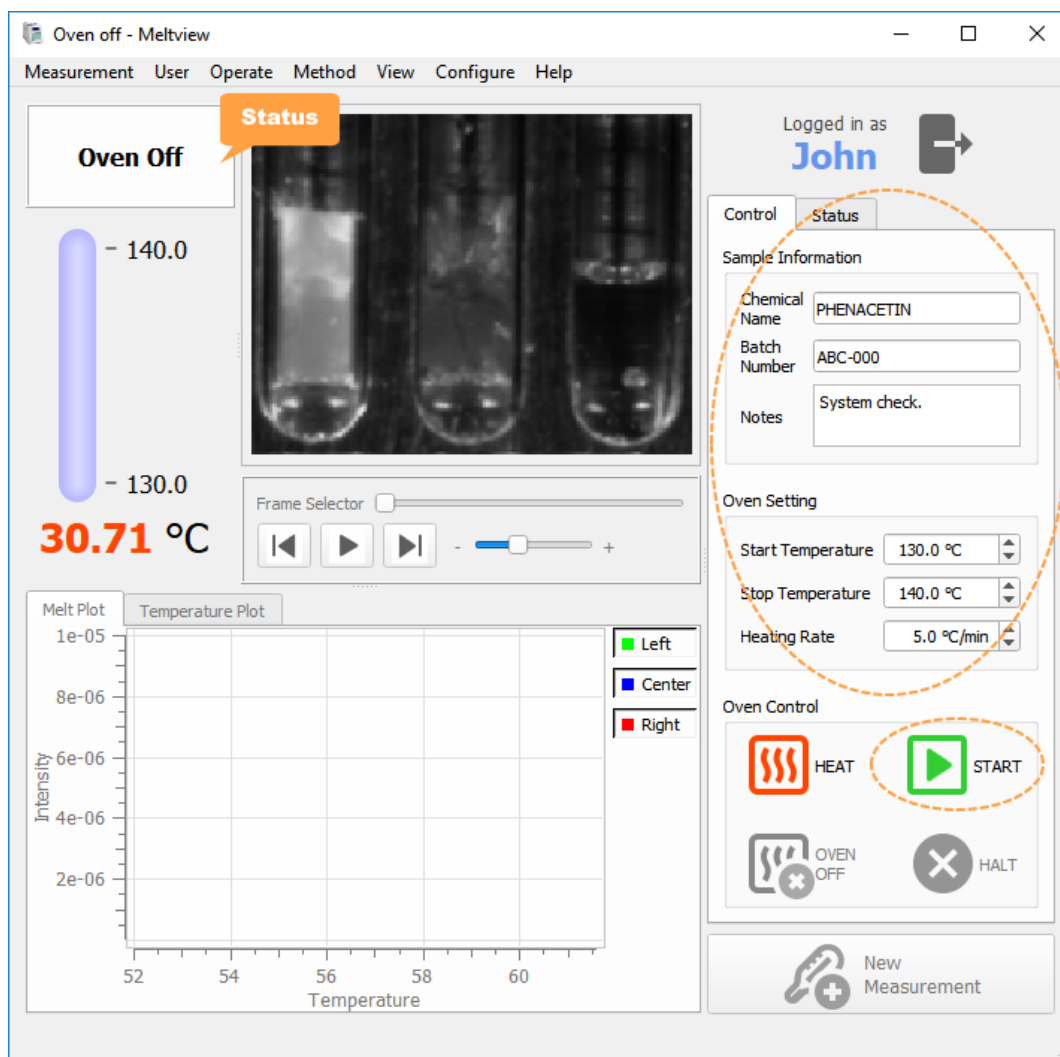 Oven off - Meltview
Measurement User Operate Method View Configure Help
Oven Off
Status
140.0
130.0
30.71 °C
Frame Selector
- +
Logged in as
John
Control Status
Sample Information
Chemical
Name
PHENACETIN
Batch
Number
ABC-000
Notes
System check.
Oven Setting
Start Temperature 130.0 °C
Stop Temperature 140.0 °C
Heating Rate 5.0 °C/min
Oven Control
HEAT START
OVEN
OFF
HALT
New
Measurement
Melt Plot Temperature Plot
1e-05
8e-06
6e-06
4e-06
2e-06
Intensity
52 54 56 58 60
Temperature
Left
Center
Right